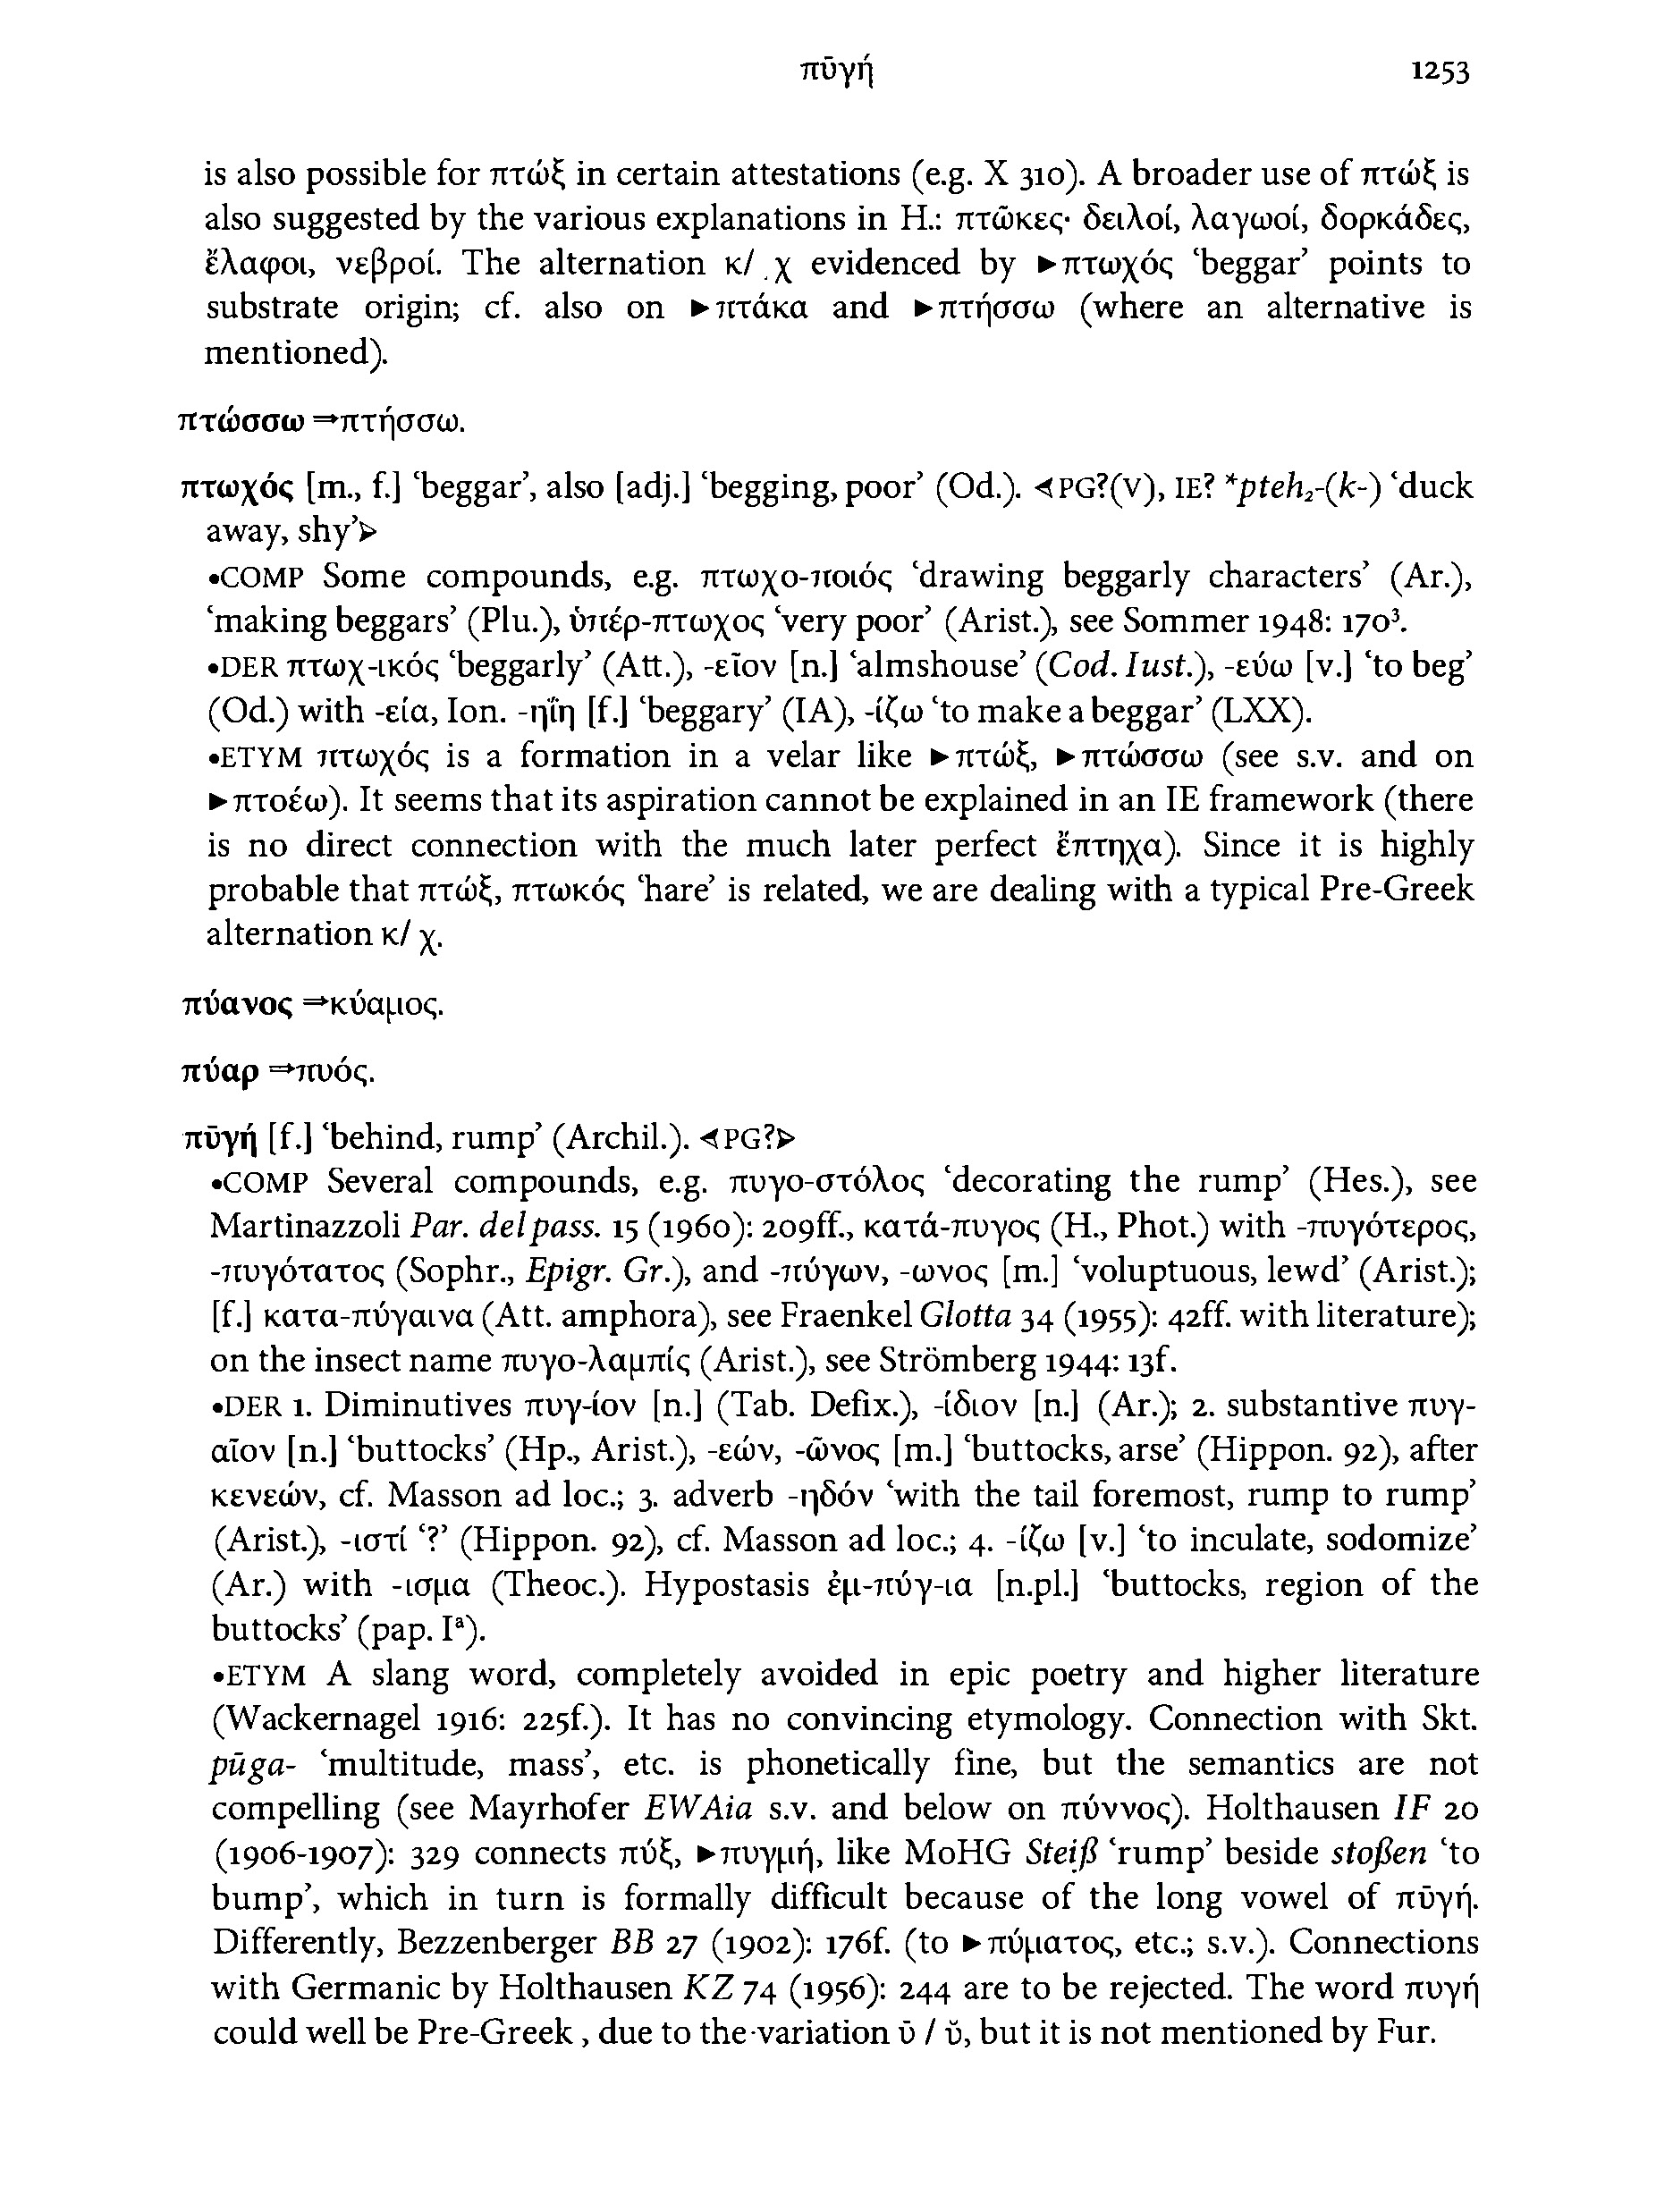 πῡγή 1253
is also possible for πτώξ in certain attestations (e.g. X 310). A broader use of πτώξ is
also suggested by the various explanations in H.: πτῶκες· δειλοί, λαγωοί, δορκάδες,
ἔλαφοι, νεβροί. The alternation κ/ χ evidenced by ►πτωχός ‘beggar’ points to
substrate origin; cf. also on ►πτάκα and ►πτήσσω (where an alternative is
mentioned).
πτώσσω ⇒πτήσσω.
πτωχός [m., f.] ‘beggar’, also [adj.] ‘begging, poor’ (Od.). ⊲PG?(V), IE? *pteh₂-(k-) ‘duck
away, shy’⊳
•COMP Some compounds, e.g. πτωχο-ποιός ‘drawing beggarly characters’ (Ar.),
‘making beggars’ (Plu.), ὑπέρ-πτωχος ‘very poor’ (Arist.), see Sommer 1948: 170³.
•DER πτωχ-ικός ‘beggarly’ (Att.), -εῖον [n.] ‘almshouse’ (Cod. Iust.), -εύω [v.] ‘to beg’
(Od.) with -εία, Ion. -ηΐη [f.] ‘beggary’ (IA), -ίζω ‘to make a beggar’ (LXX).
•ETYM πτωχός is a formation in a velar like ►πτώξ, ►πτώσσω (see s.v. and on
►πτοέω). It seems that its aspiration cannot be explained in an IE framework (there
is no direct connection with the much later perfect ἔπτηχα). Since it is highly
probable that πτώξ, πτωκός ‘hare’ is related, we are dealing with a typical Pre-Greek
alternation κ/ χ.
πύανος ⇒κύαμος.
πύαρ ⇒πυός.
πῡγή [f.] ‘behind, rump’ (Archil.). ⊲PG?⊳
•COMP Several compounds, e.g. πυγο-στόλος ‘decorating the rump’ (Hes.), see
Martinazzoli Par. del pass. 15 (1960): 209ff., κατά-πυγος (H., Phot.) with -πυγότερος,
-πυγότατος (Sophr., Epigr. Gr.), and -πύγων, -ωνος [m.] ‘voluptuous, lewd’ (Arist.);
[f.] κατα-πύγαινα (Att. amphora), see Fraenkel Glotta 34 (1955): 42ff. with literature);
on the insect name πυγο-λαμπίς (Arist.), see Strömberg 1944: 13f.
•DER 1. Diminutives πυγ-ίον [n.] (Tab. Defix.), -ίδιον [n.] (Ar.); 2. substantive πυγ-
αῖον [n.] ‘buttocks’ (Hp., Arist.), -εών, -ῶνος [m.] ‘buttocks, arse’ (Hippon. 92), after
κενεών, cf. Masson ad loc.; 3. adverb -ηδόν ‘with the tail foremost, rump to rump’
(Arist.), -ιστί ‘?’ (Hippon. 92), cf. Masson ad loc.; 4. -ίζω [v.] ‘to inculate, sodomize’
(Ar.) with -ισμα (Theoc.). Hypostasis ἐμ-πύγ-ια [n.pl.] ‘buttocks, region of the
buttocks’ (pap. Iᵃ).
•ETYM A slang word, completely avoided in epic poetry and higher literature
(Wackernagel 1916: 225f.). It has no convincing etymology. Connection with Skt.
pūga- ‘multitude, mass’, etc. is phonetically fine, but the semantics are not
compelling (see Mayrhofer EWAia s.v. and below on πύννος). Holthausen IF 20
(1906-1907): 329 connects πύξ, ►πυγμή, like MoHG Steiß ‘rump’ beside stoßen ‘to
bump’, which in turn is formally difficult because of the long vowel of πῡγή.
Differently, Bezzenberger BB 27 (1902): 176f. (to ►πύματος, etc.; s.v.). Connections
with Germanic by Holthausen KZ 74 (1956): 244 are to be rejected. The word πυγή
could well be Pre-Greek , due to the variation ῡ / ῠ, but it is not mentioned by Fur.